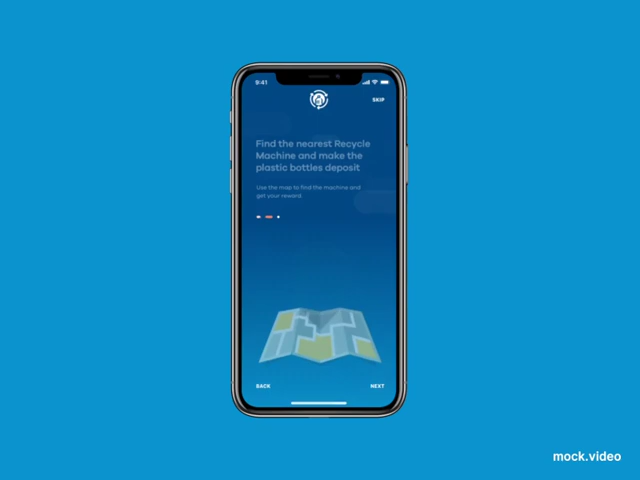 9:41
SKIP
Find the nearest Recycle
Machine and make the
plastic bottles deposit
Use the map to find the machine and
get your reward.
BACK
NEXT
mock.video